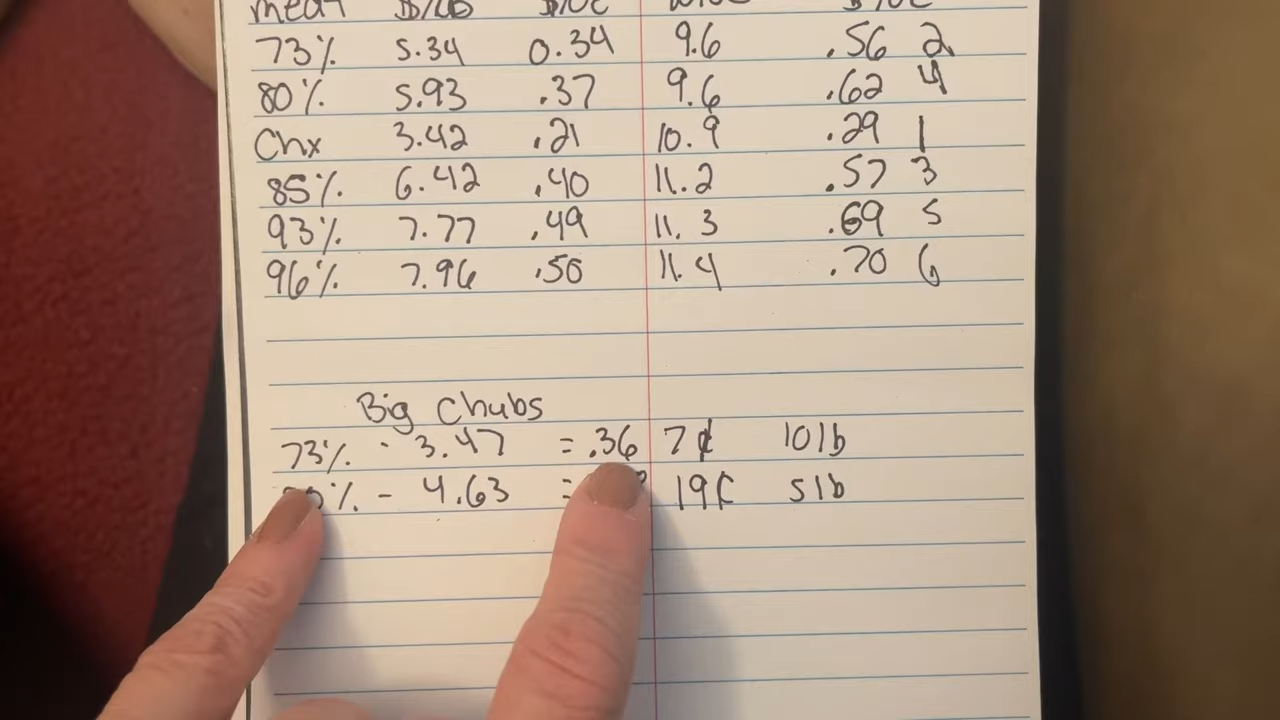 meat $/LB $/OZ
73% 5.34 0.34 9.6 .56 2
80% 5.93 .37 9.6 .62 4
Chx 3.42 .21 10.9 .29 1
85% 6.42 .40 11.2 .57 3
93% 7.77 .49 11.3 .69 5
96% 7.96 .50 11.4 .70 6
Big Chubs
73% - 3.47 = .36 7¢ 10lb
% - 4.63 = 19¢ 5lb